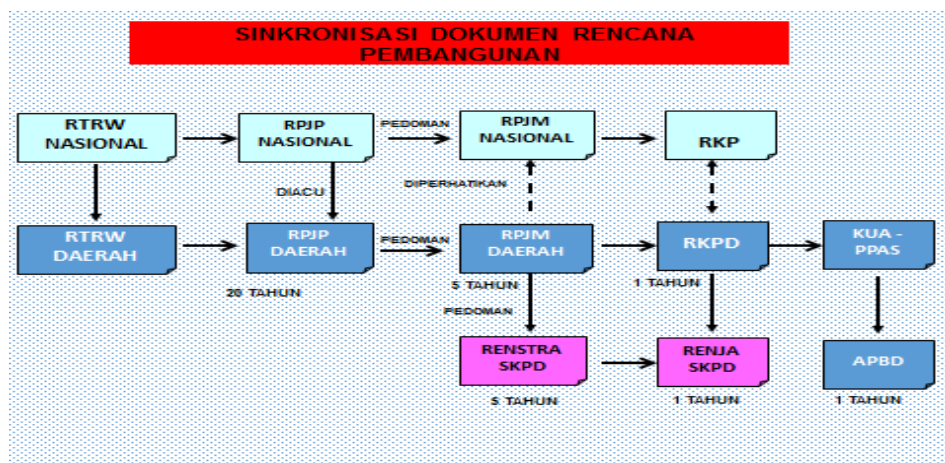 SINKRONISASI DOKUMEN RENCANA
PEMBANGUNAN
RTRW
NASIONAL
RPJP
NASIONAL
PEDOMAN
RPJM
NASIONAL
RKP
DIACU
DIPERHATIKAN
RTRW
DAERAH
RPJP
DAERAH
PEDOMAN
RPJM
DAERAH
RKPD
KUA -
PPAS
20 TAHUN
5 TAHUN
1 TAHUN
PEDOMAN
RENSTRA
SKPD
RENJA
SKPD
APBD
5 TAHUN
1 TAHUN
1 TAHUN